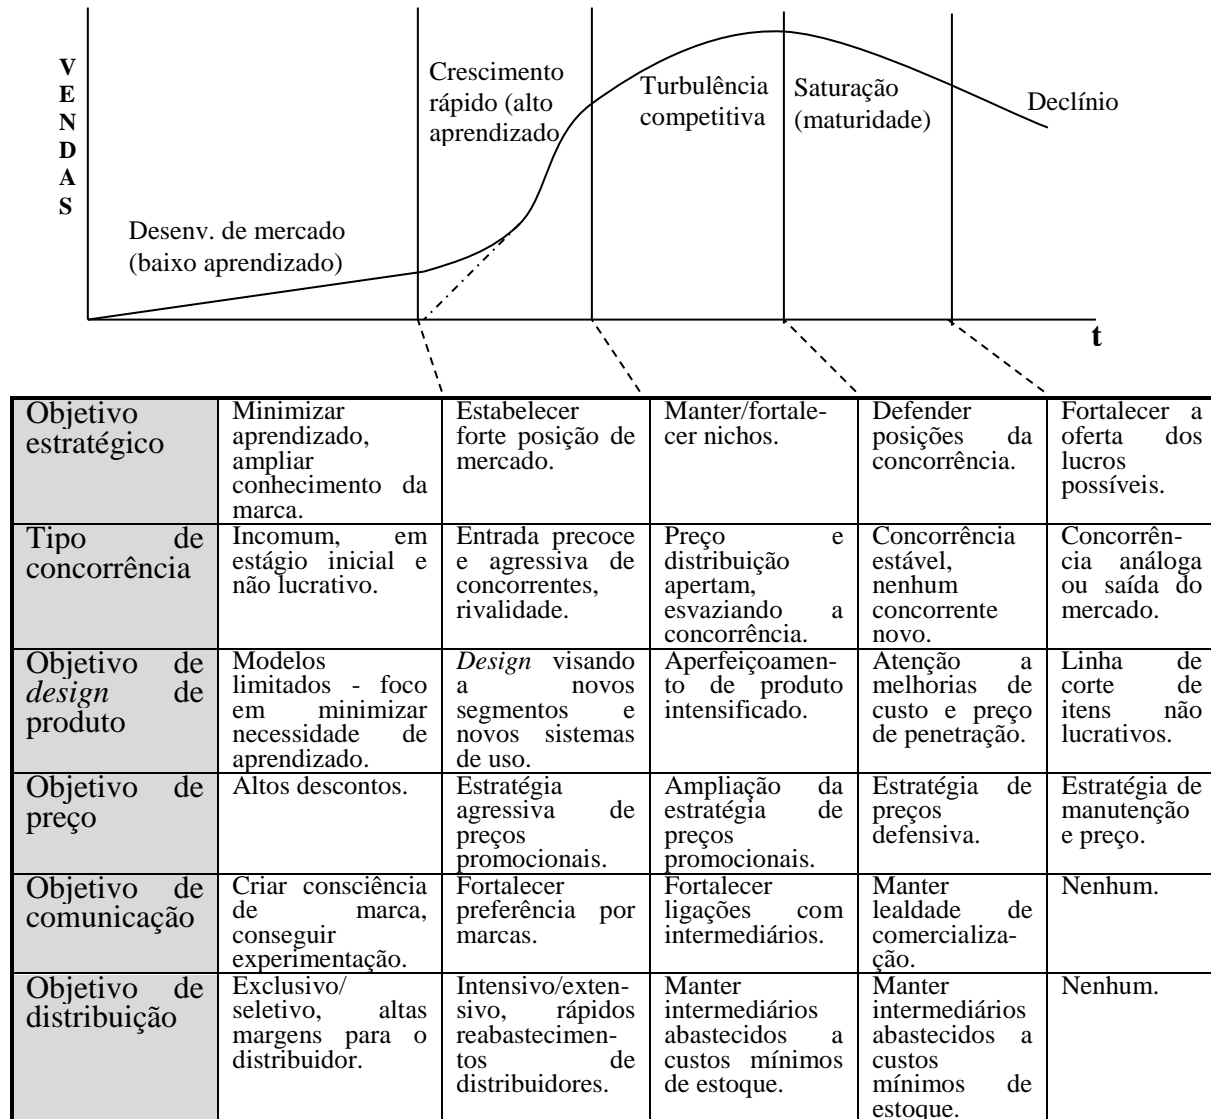 VENDAS
Crescimento
rápido (alto
aprendizado
Turbulência
competitiva
Saturação
(maturidade)
Declínio
Desenv. de mercado
(baixo aprendizado)
t
Objetivo
estratégico
Minimizar
aprendizado,
ampliar
conhecimento da
marca.
Estabelecer
forte posição de
mercado.
Manter/fortale-
cer nichos.
Defender
posições da
concorrência.
Fortalecer a
oferta dos
lucros
possíveis.
Tipo de
concorrência
Incomum, em
estágio inicial e
não lucrativo.
Entrada precoce
e agressiva de
concorrentes,
rivalidade.
Preço e
distribuição
apertam,
esvaziando a
concorrência.
Concorrência
estável,
nenhum
concorrente
novo.
Concorrên-
cia análoga
ou saída do
mercado.
Objetivo de
design de
produto
Modelos
limitados - foco
em minimizar
necessidade de
aprendizado.
Design visando
a novos
segmentos e
novos sistemas
de uso.
Aperfeiçoamen-
to de produto
intensificado.
Atenção a
melhorias de
custo e preço
de penetração.
Linha de
corte de
itens não
lucrativos.
Objetivo de
preço
Altos descontos.
Estratégia
agressiva de
preços
promocionais.
Ampliação da
estratégia de
preços
promocionais.
Estratégia de
preços
defensiva.
Estratégia de
manutenção
e preço.
Objetivo de
comunicação
Criar consciência
de marca,
conseguir
experimentação.
Fortalecer
preferência por
marcas.
Fortalecer
ligações com
intermediários.
Manter
lealdade de
comercializa-
ção.
Nenhum.
Objetivo de
distribuição
Exclusivo/
seletivo, altas
margens para o
distribuidor.
Intensivo/exten-
sivo, rápidos
reabastecimen-
tos de
distribuidores.
Manter
intermediários
abastecidos a
custos mínimos
de estoque.
Manter
intermediários
abastecidos a
custos
mínimos de
estoque.
Nenhum.